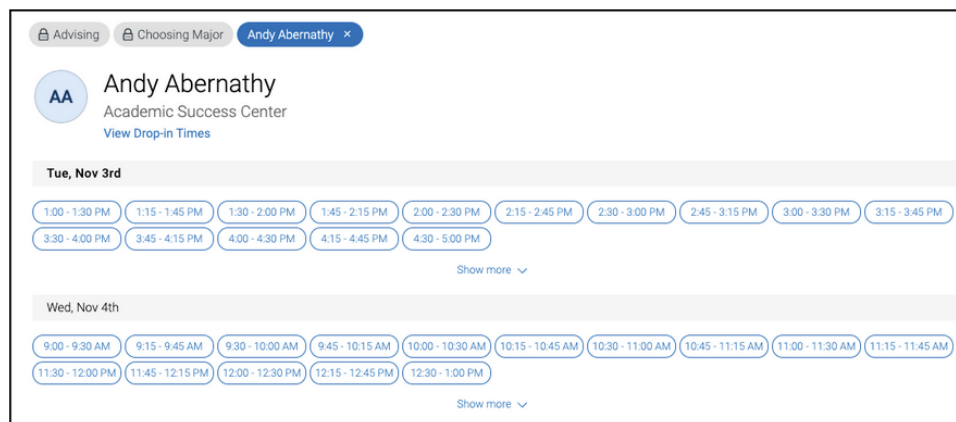 Advising Choosing Major Andy Abernathy ×
AA
Andy Abernathy
Academic Success Center
View Drop-in Times
Tue, Nov 3rd
1:00 - 1:30 PM 1:15 - 1:45 PM 1:30 - 2:00 PM 1:45 - 2:15 PM 2:00 - 2:30 PM 2:15 - 2:45 PM 2:30 - 3:00 PM 2:45 - 3:15 PM 3:00 - 3:30 PM 3:15 - 3:45 PM
3:30 - 4:00 PM 3:45 - 4:15 PM 4:00 - 4:30 PM 4:15 - 4:45 PM 4:30 - 5:00 PM
Show more
Wed, Nov 4th
9:00 - 9:30 AM 9:15 - 9:45 AM 9:30 - 10:00 AM 9:45 - 10:15 AM 10:00 - 10:30 AM 10:15 - 10:45 AM 10:30 - 11:00 AM 10:45 - 11:15 AM 11:00 - 11:30 AM 11:15 - 11:45 AM
11:30 - 12:00 PM 11:45 - 12:15 PM 12:00 - 12:30 PM 12:15 - 12:45 PM 12:30 - 1:00 PM
Show more